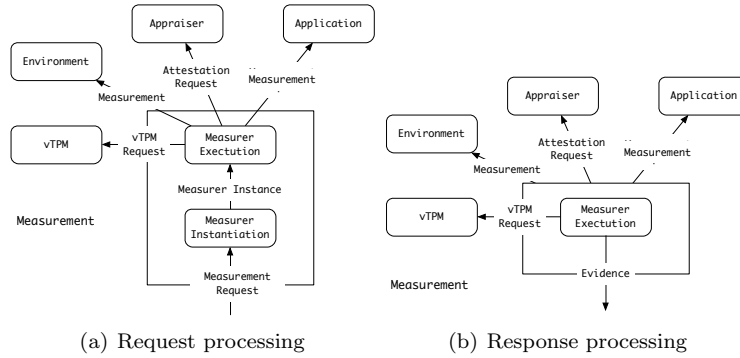 Appraiser
Application
Environment
Attestation
Request
Measurement
Measurement
vTPM
vTPM
Request
Measurer
Exectution
Measurer Instance
Measurement
Measurer
Instantiation
Measurement
Request
(a) Request processing
Appraiser
Application
Environment
Attestation
Request
Measurement
Measurement
vTPM
vTPM
Request
Measurer
Exectution
Evidence
Measurement
(b) Response processing